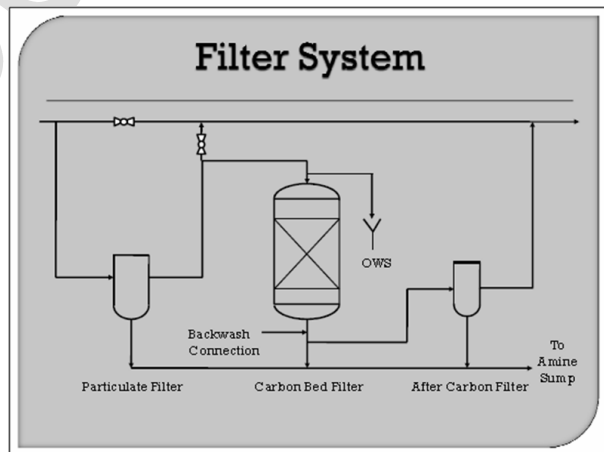 Filter System
OWS
Backwash
Connection
To
Amine
Sump
Particulate Filter
Carbon Bed Filter
After Carbon Filter